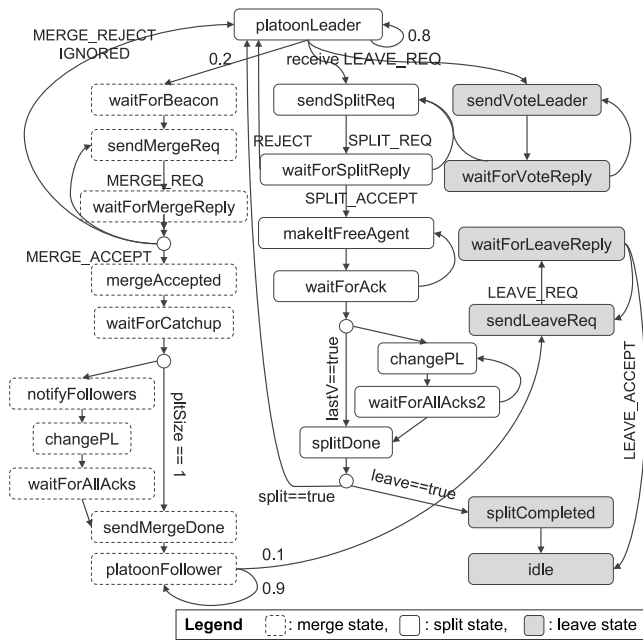 platoonLeader
MERGE_REJECT
IGNORED
0.8
0.2
receive LEAVE_REQ
waitForBeacon
sendSplitReq
sendVoteLeader
sendMergeReq
REJECT
SPLIT_REQ
MERGE_REQ
waitForSplitReply
waitForVoteReply
waitForMergeReply
SPLIT_ACCEPT
makeItFreeAgent
waitForLeaveReply
MERGE_ACCEPT
mergeAccepted
waitForAck
LEAVE_REQ
waitForCatchup
sendLeaveReq
changePL
notifyFollowers
lastV==true
waitForAllAcks2
pltSize == 1
LEAVE_ACCEPT
changePL
splitDone
waitForAllAcks
leave==true
split==true
sendMergeDone
splitCompleted
platoonFollower
0.1
idle
0.9
Legend : merge state, : split state, : leave state